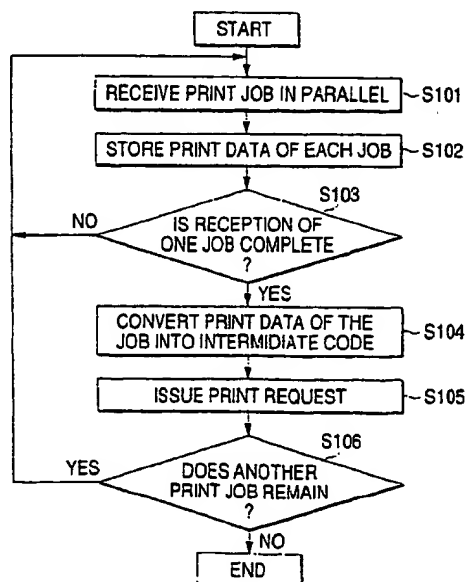 START
RECEIVE PRINT JOB IN PARALLEL
S101
STORE PRINT DATA OF EACH JOB
S102
S103
NO
IS RECEPTION OF
ONE JOB COMPLETE
?
YES
CONVERT PRINT DATA OF THE
JOB INTO INTERMIDIATE CODE
S104
ISSUE PRINT REQUEST
S105
S106
YES
DOES ANOTHER
PRINT JOB REMAIN
?
NO
END